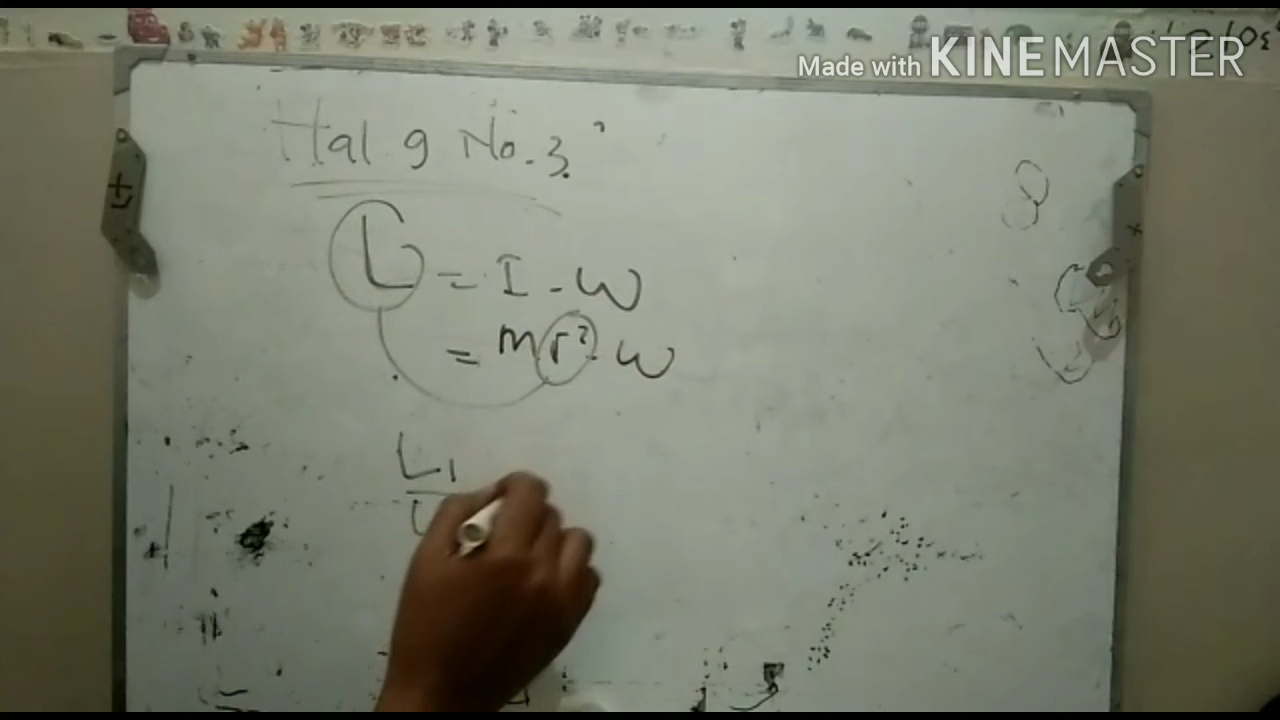 Made with KINEMASTER
Hal 9 No. 3.
L = I . W
= mr² . W
L1